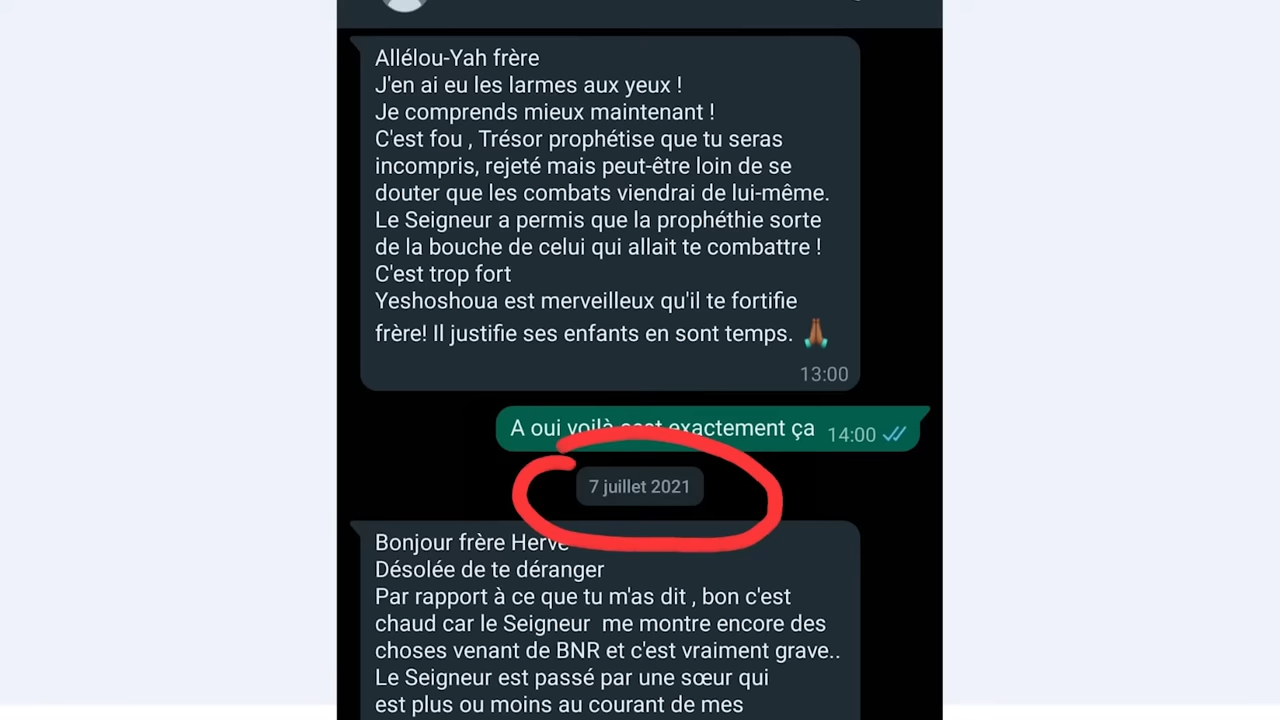 Allélou-Yah frère
J'en ai eu les larmes aux yeux !
Je comprends mieux maintenant !
C'est fou , Trésor prophétise que tu seras
incompris, rejeté mais peut-être loin de se
douter que les combats viendrai de lui-même.
Le Seigneur a permis que la prophéthie sorte
de la bouche de celui qui allait te combattre !
C'est trop fort
Yeshoshoua est merveilleux qu'il te fortifie
frère! Il justifie ses enfants en sont temps. 🙏🏾
13:00
A oui voilà cest exactement ça 14:00
7 juillet 2021
Bonjour frère Hervé
Désolée de te déranger
Par rapport à ce que tu m'as dit , bon c'est
chaud car le Seigneur me montre encore des
choses venant de BNR et c'est vraiment grave..
Le Seigneur est passé par une sœur qui
est plus ou moins au courant de mes